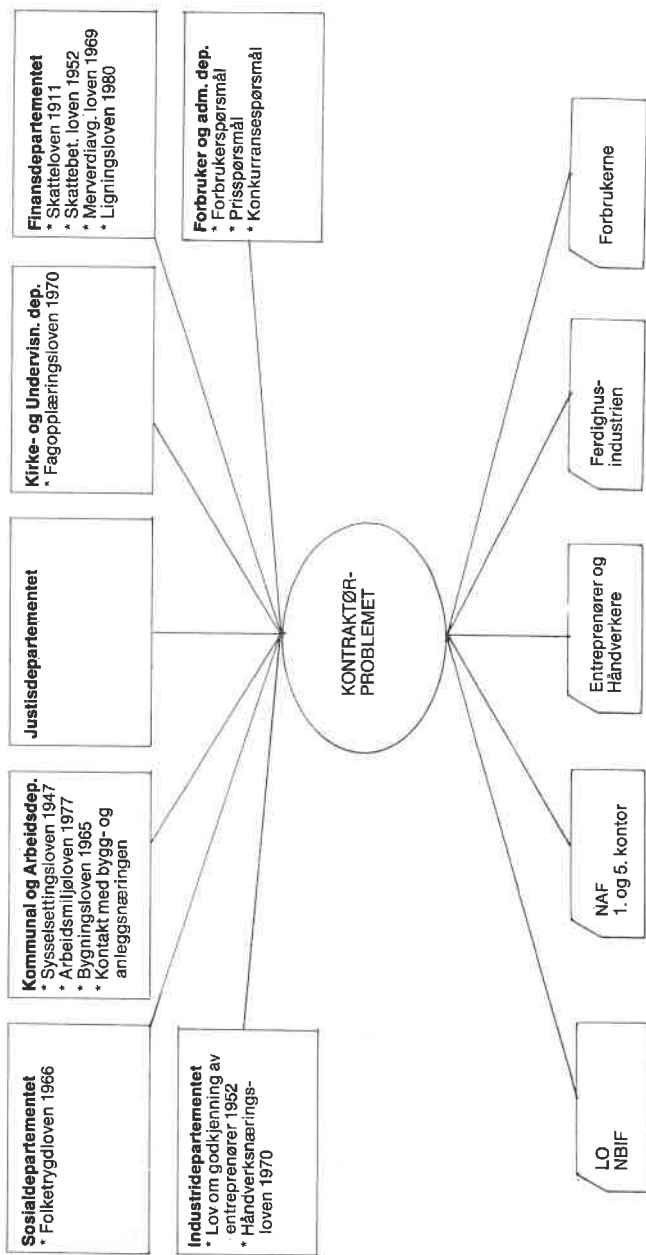 Sosialdepartementet
* Folketrygdloven 1966
Kommunal og Arbeidsdep.
* Sysselsettingsloven 1947
* Arbeidsmiljøloven 1977
* Bygningsloven 1965
* Kontakt med bygg- og
anleggsnæringen
Justisdepartementet
Kirke- og Undervisn. dep.
* Fagopplæringsloven 1970
Finansdepartementet
* Skatteloven 1911
* Skattebet. loven 1952
* Merverdiavg. loven 1969
* Ligningsloven 1980
Industridepartementet
* Lov om godkjenning av
entreprenører 1952
* Håndverksnærings-
loven 1970
Forbruker og adm. dep.
* Forbrukerspørsmål
* Prisspørsmål
* Konkurransespørsmål
KONTRAKTØR-
PROBLEMET
LO
NBIF
NAF
1. og 5. kontor
Entreprenører og
Håndverkere
Ferdighus-
industrien
Forbrukerne